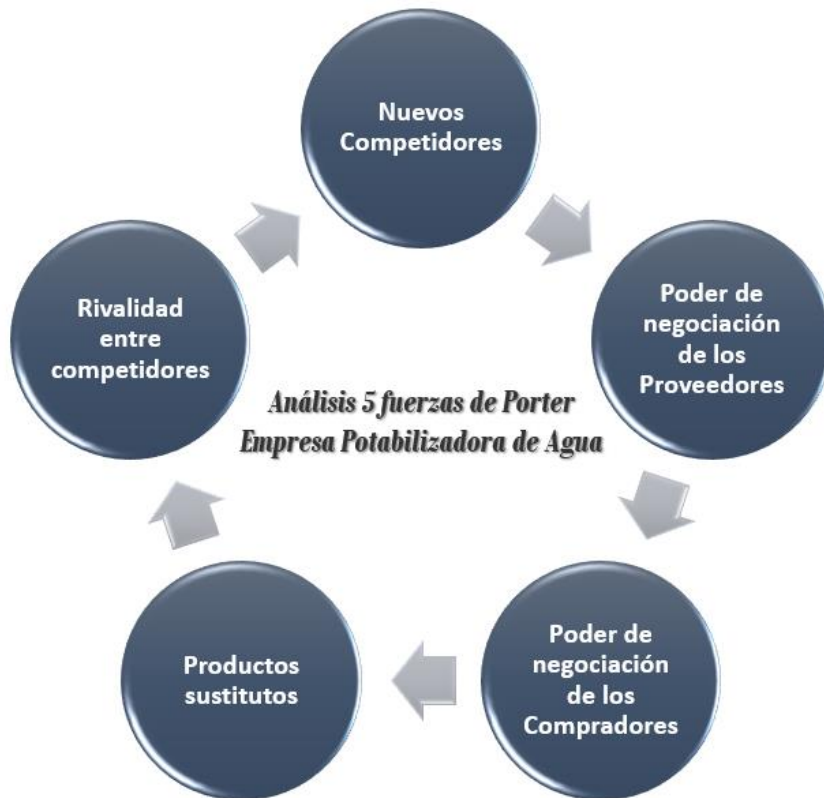 Nuevos
Competidores
Poder de
negociación
de los
Proveedores
Poder de
negociación
de los
Compradores
Productos
sustitutos
Rivalidad
entre
competidores
Análisis 5 fuerzas de Porter
Empresa Potabilizadora de Agua